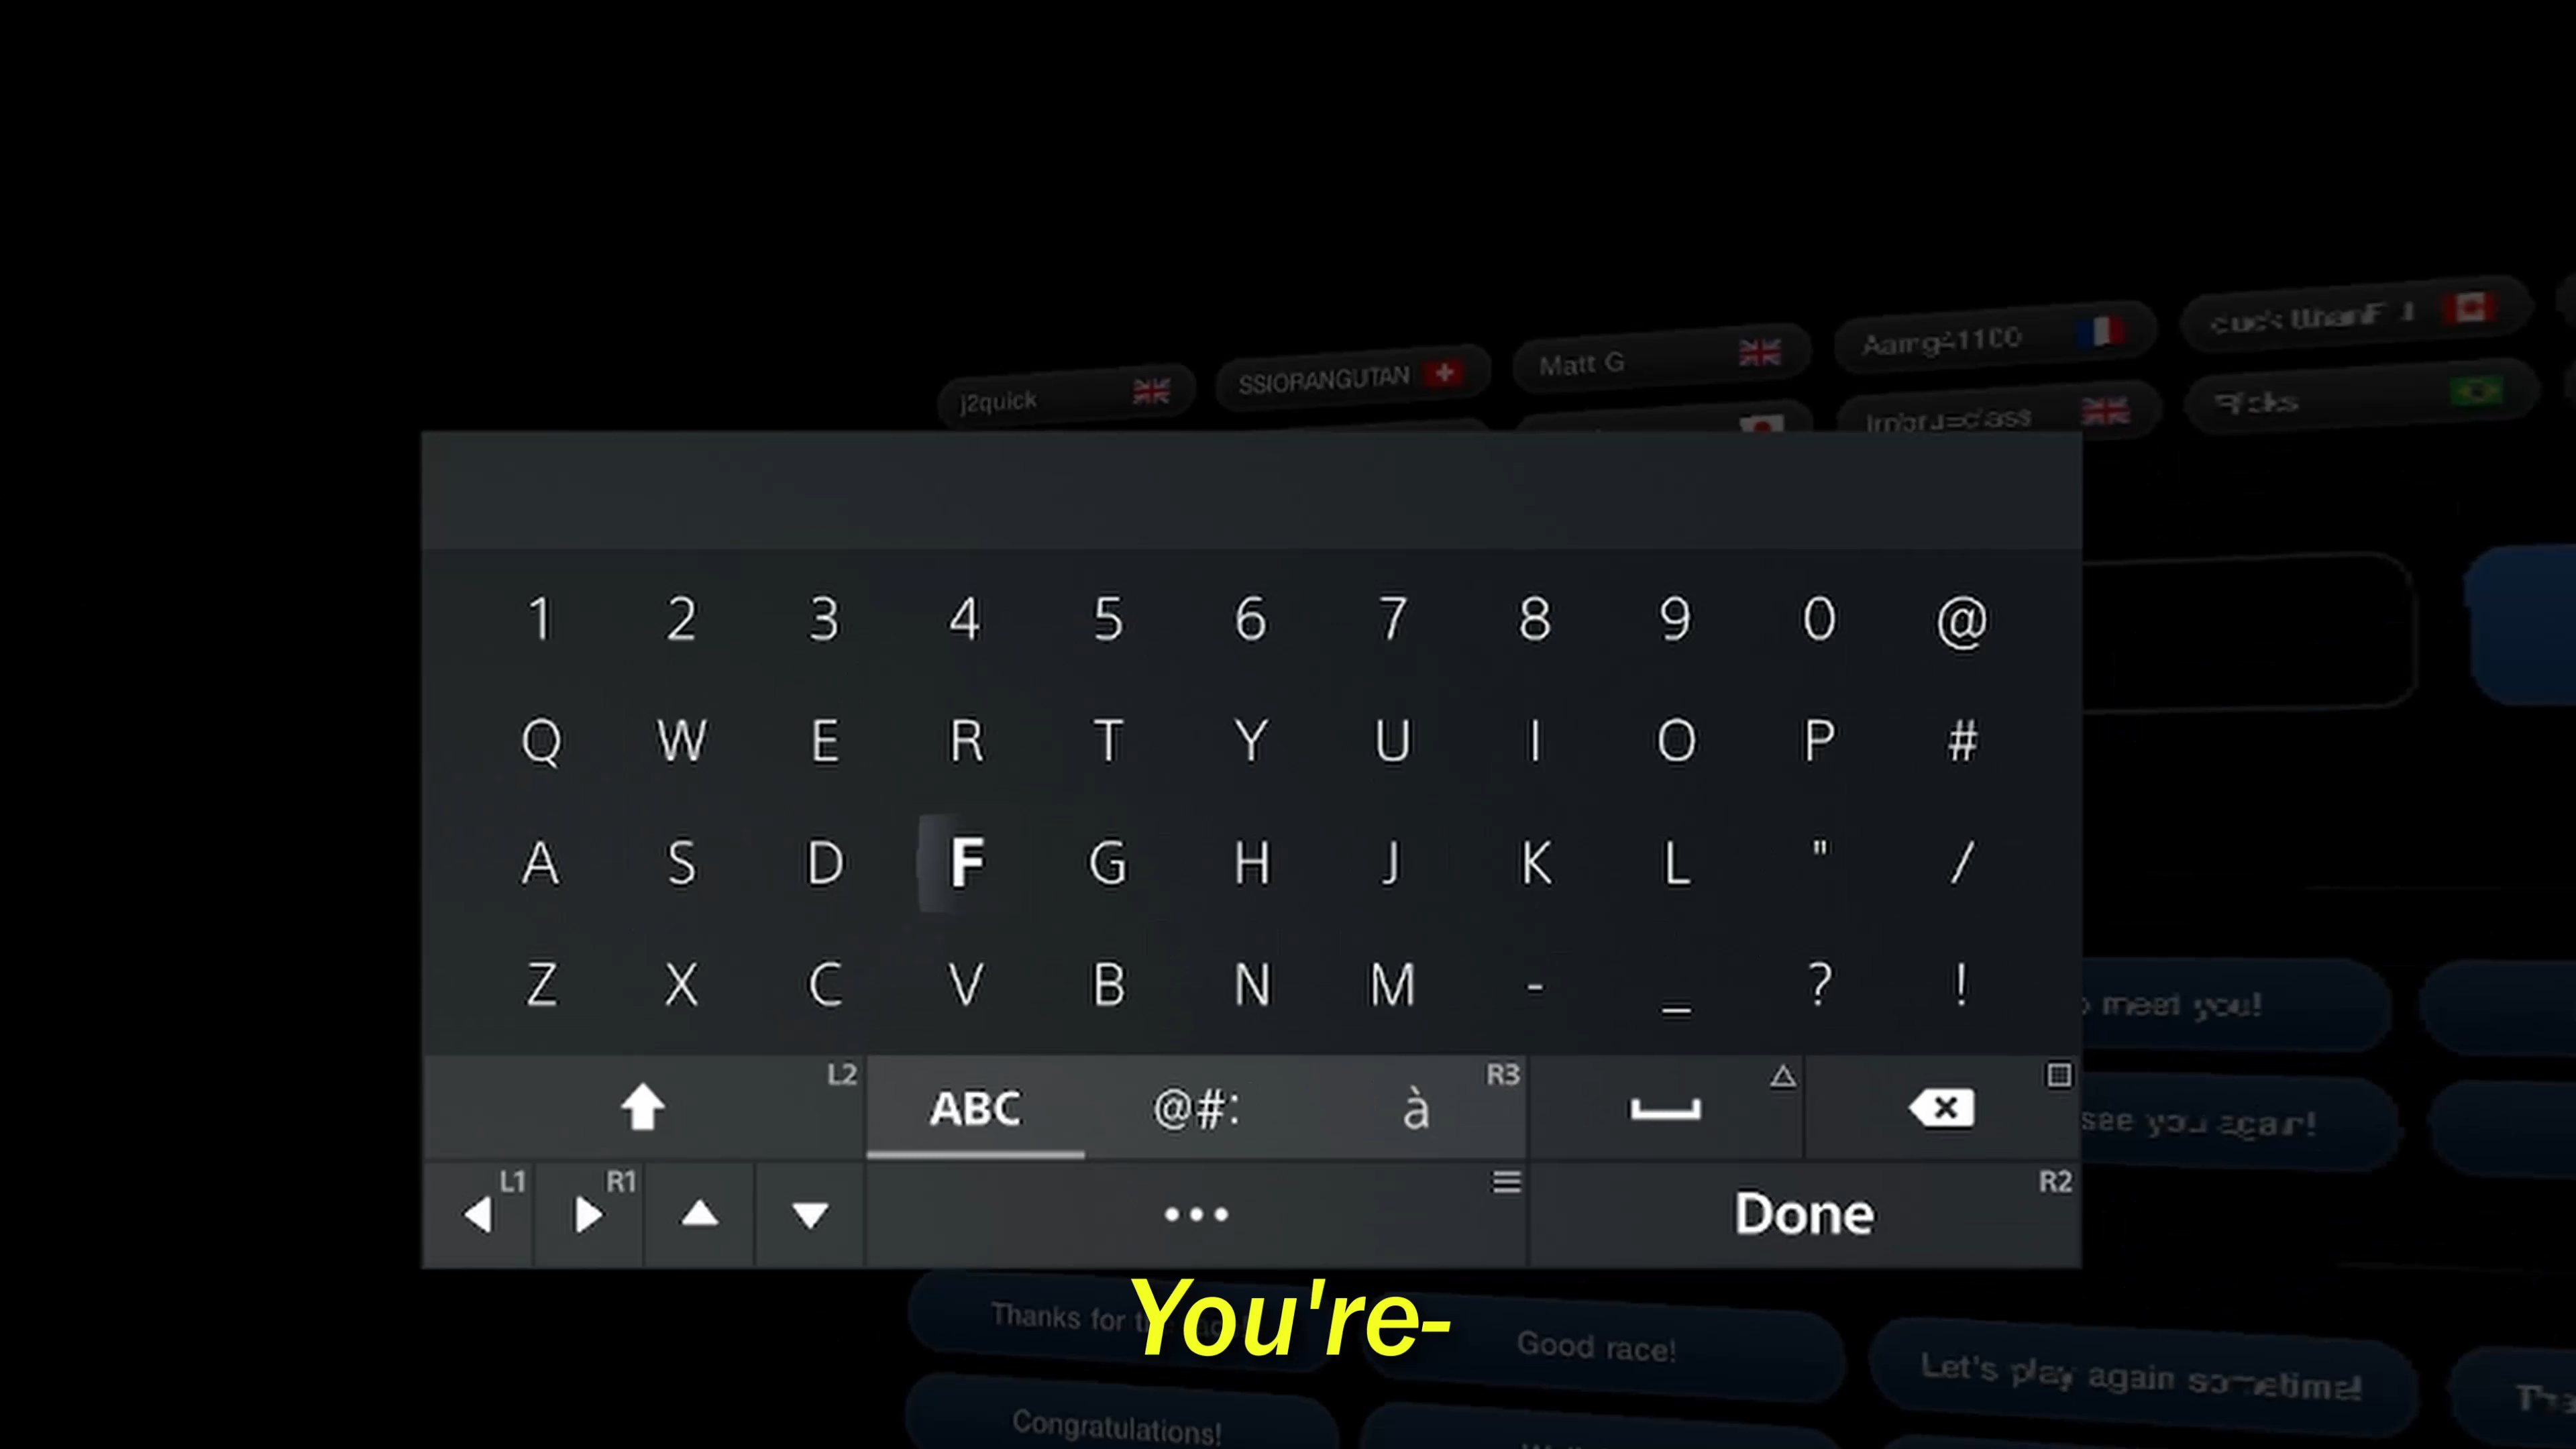 j2quick SSIORANGUTAN Matt G
1 2 3 4 5 6 7 8 9 0 @
Q W E R T Y U I O P #
A S D F G H J K L " /
Z X C V B N M - _ ? !
L2 ABC @#: à R3
L1 R1 ... Done R2
meet you!
see you again!
You're-
Thanks for
Good race!
Let's play again sometime!
Congratulations!